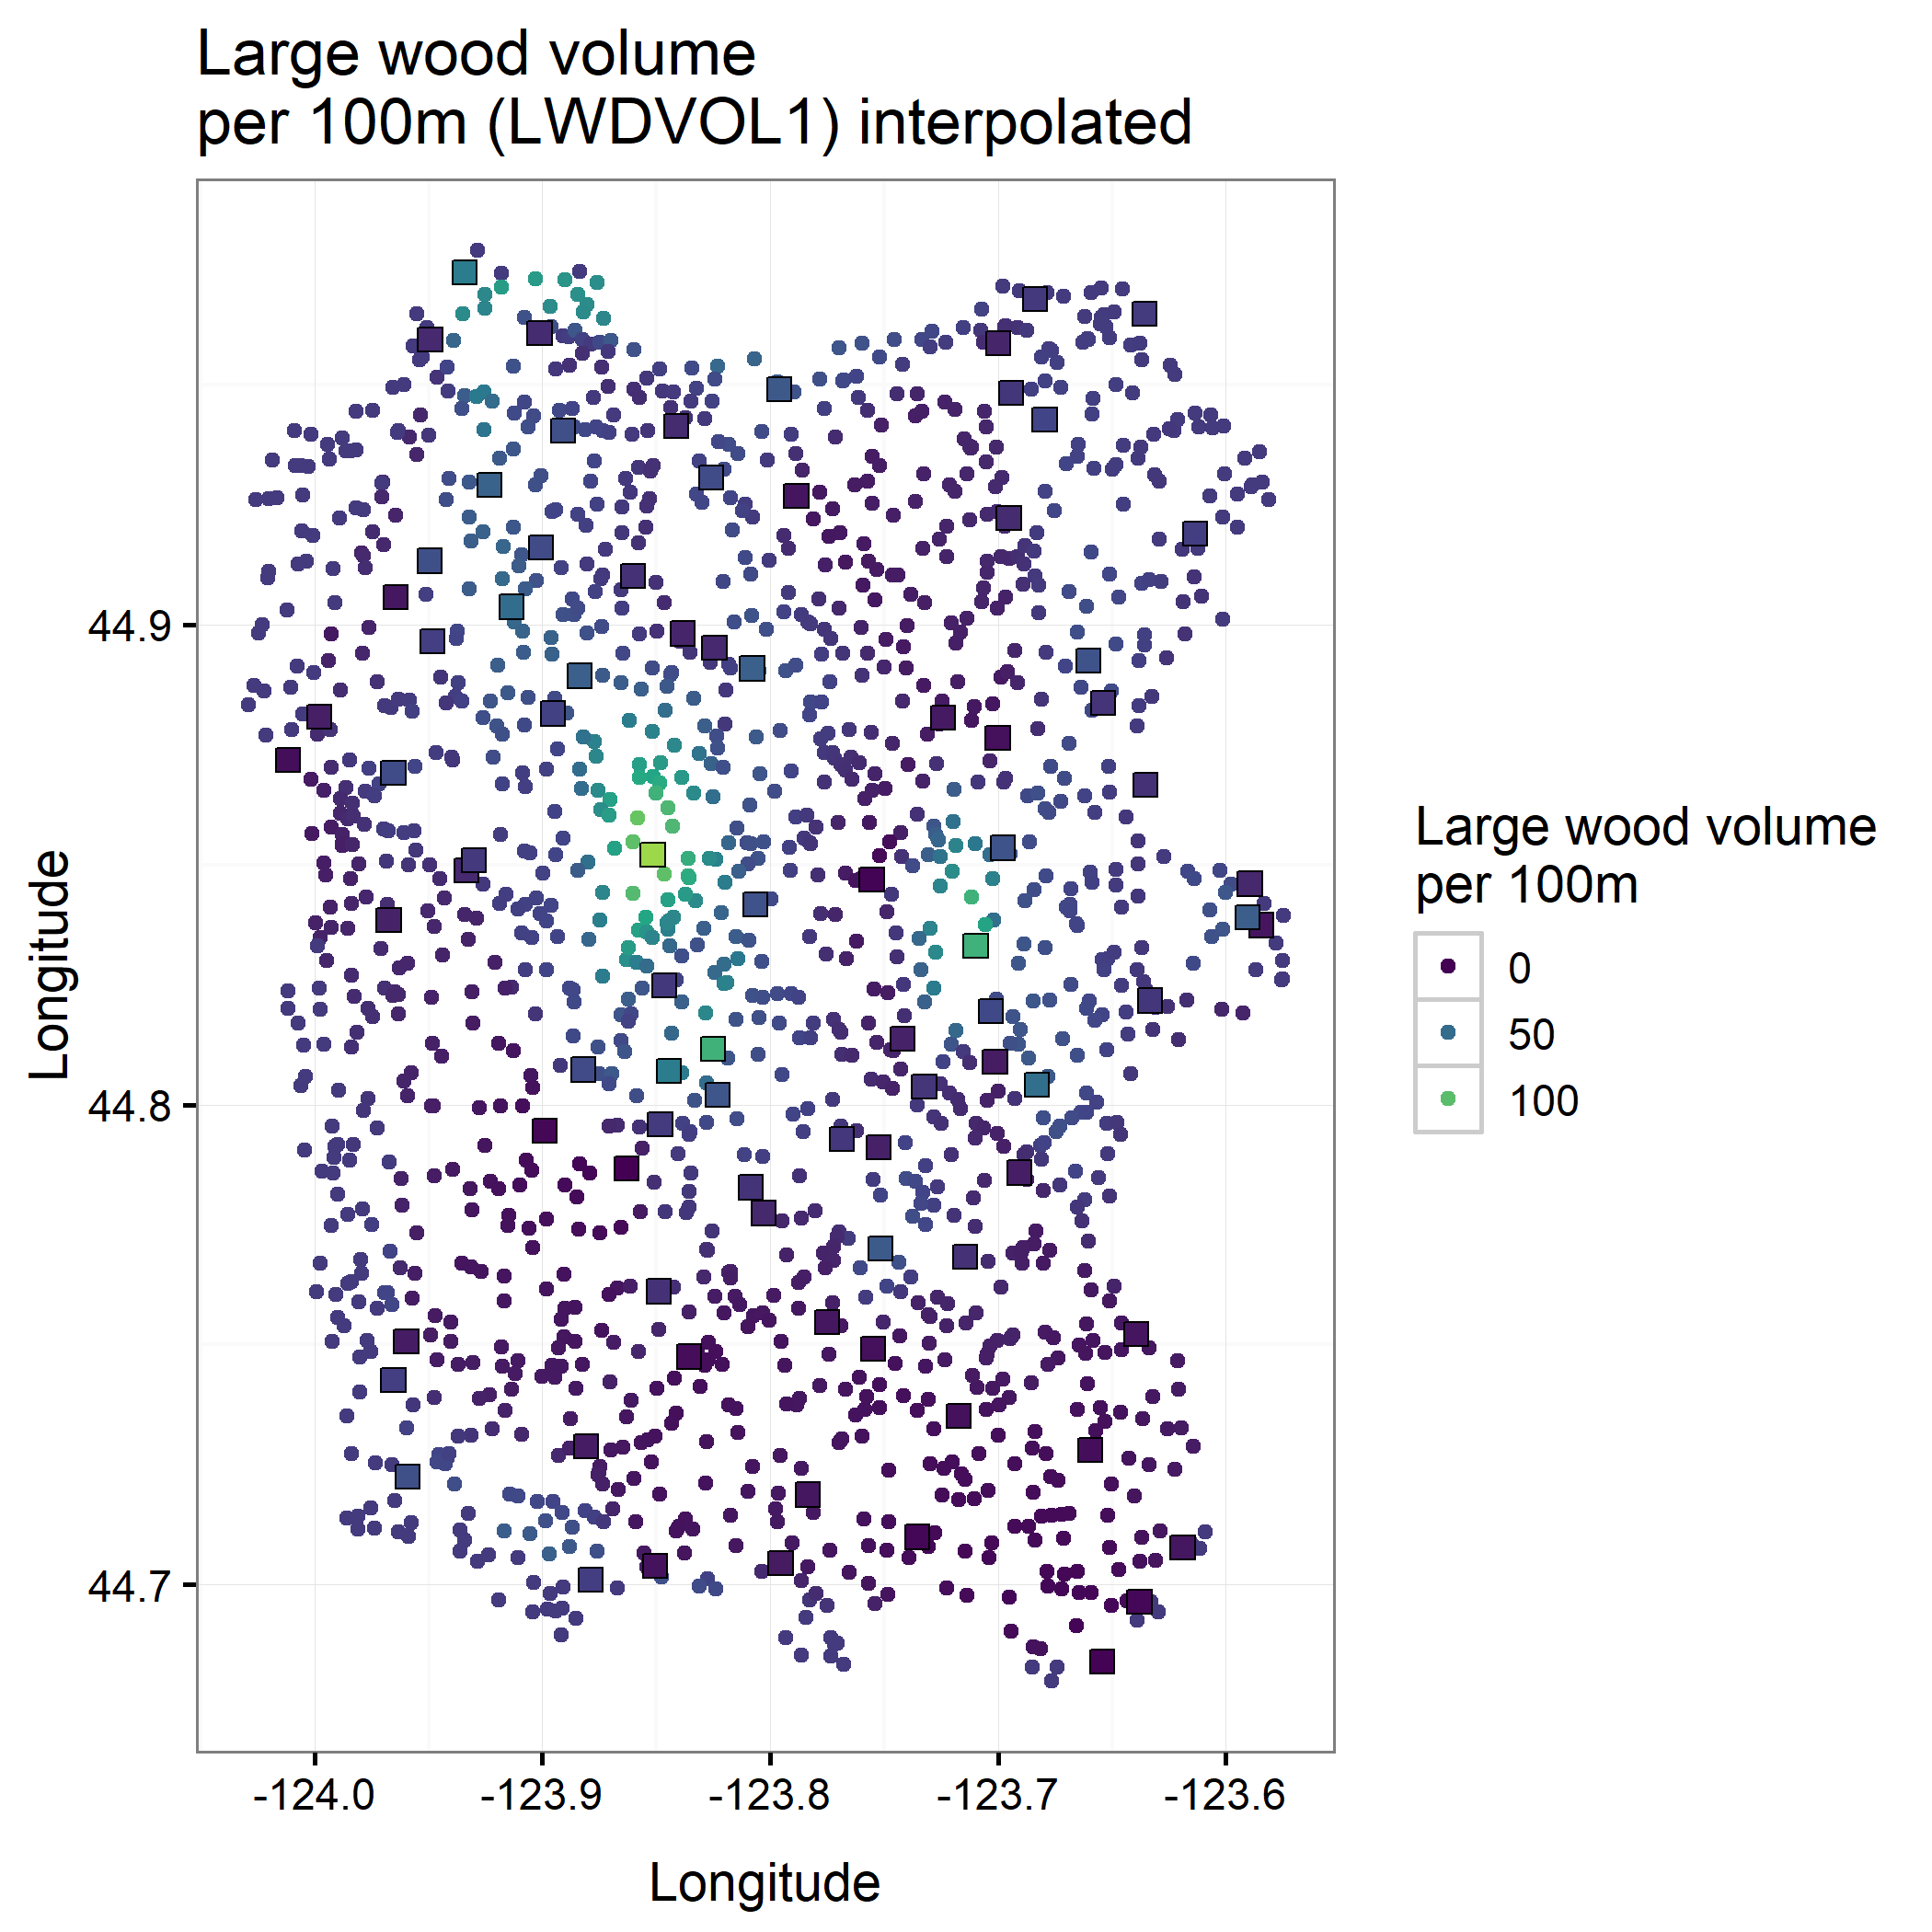 Large wood volume
per 100m (LWDVOL1) interpolated
Longitude
44.9
44.8
44.7
-124.0
-123.9
-123.8
-123.7
-123.6
Longitude
Large wood volume
per 100m
0
50
100